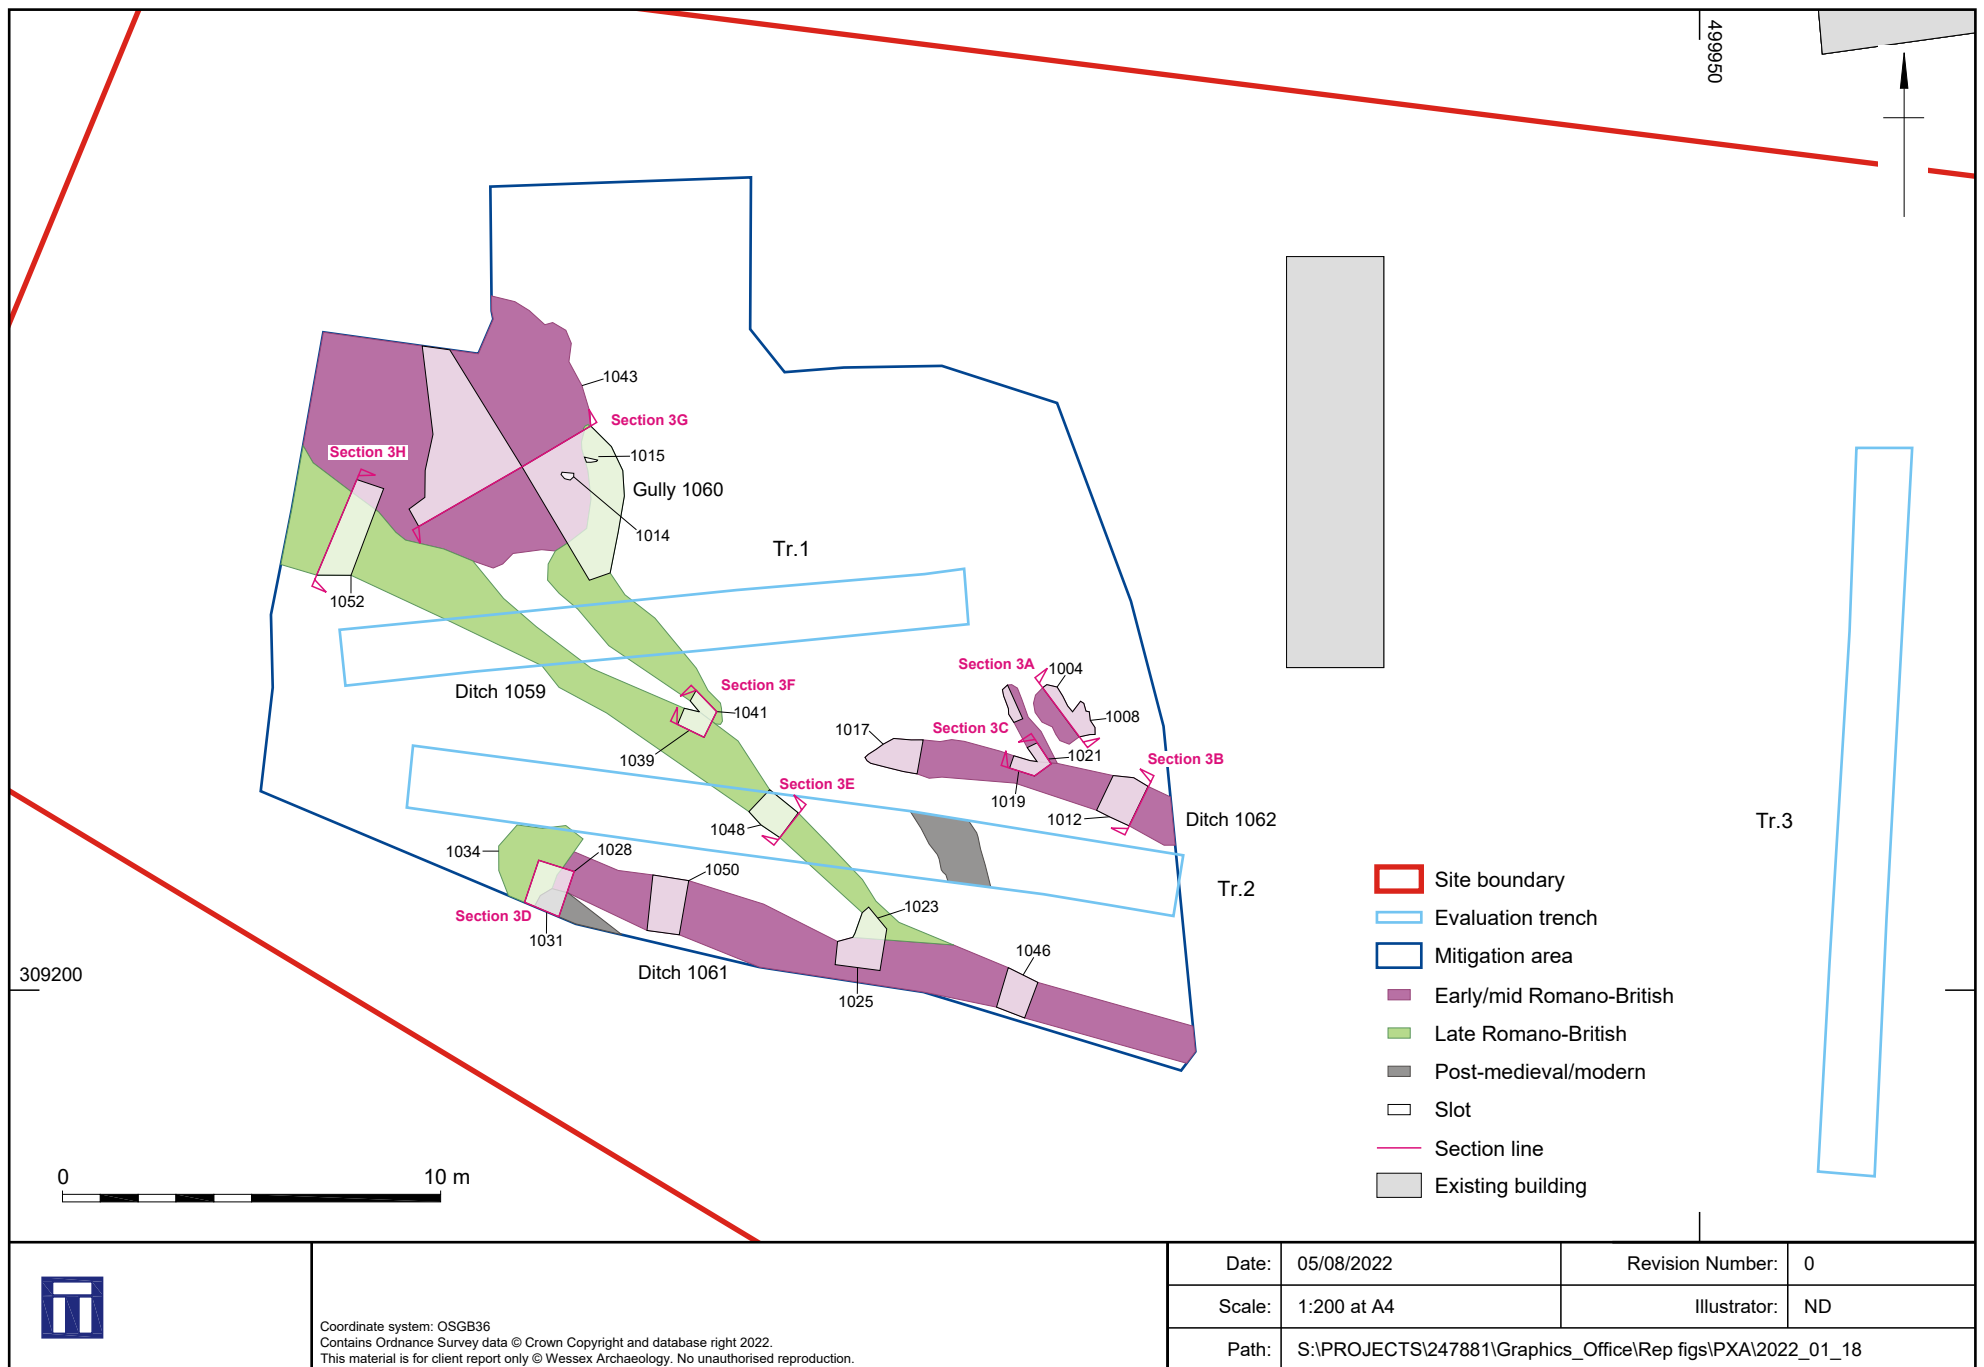 499950
1043
Section 3G
1015
Section 3H
Gully 1060
1014
Tr.1
1052
Section 3A
1004
Ditch 1059
Section 3F
1041
1008
1017
Section 3C
1039
1021
Section 3B
Section 3E
1019
1012
Ditch 1062
Tr.3
1048
1034
1028
1050
Tr.2
Site boundary
1023
Section 3D
Evaluation trench
1031
1046
Mitigation area
309200
Ditch 1061
1025
Early/mid Romano-British
Late Romano-British
Post-medieval/modern
Slot
Section line
0 10 m
Existing building
Date: 05/08/2022 Revision Number: 0
Scale: 1:200 at A4 Illustrator: ND
Path: S:\PROJECTS\247881\Graphics_Office\Rep figs\PXA\2022_01_18
Coordinate system: OSGB36
Contains Ordnance Survey data © Crown Copyright and database right 2022.
This material is for client report only © Wessex Archaeology. No unauthorised reproduction.